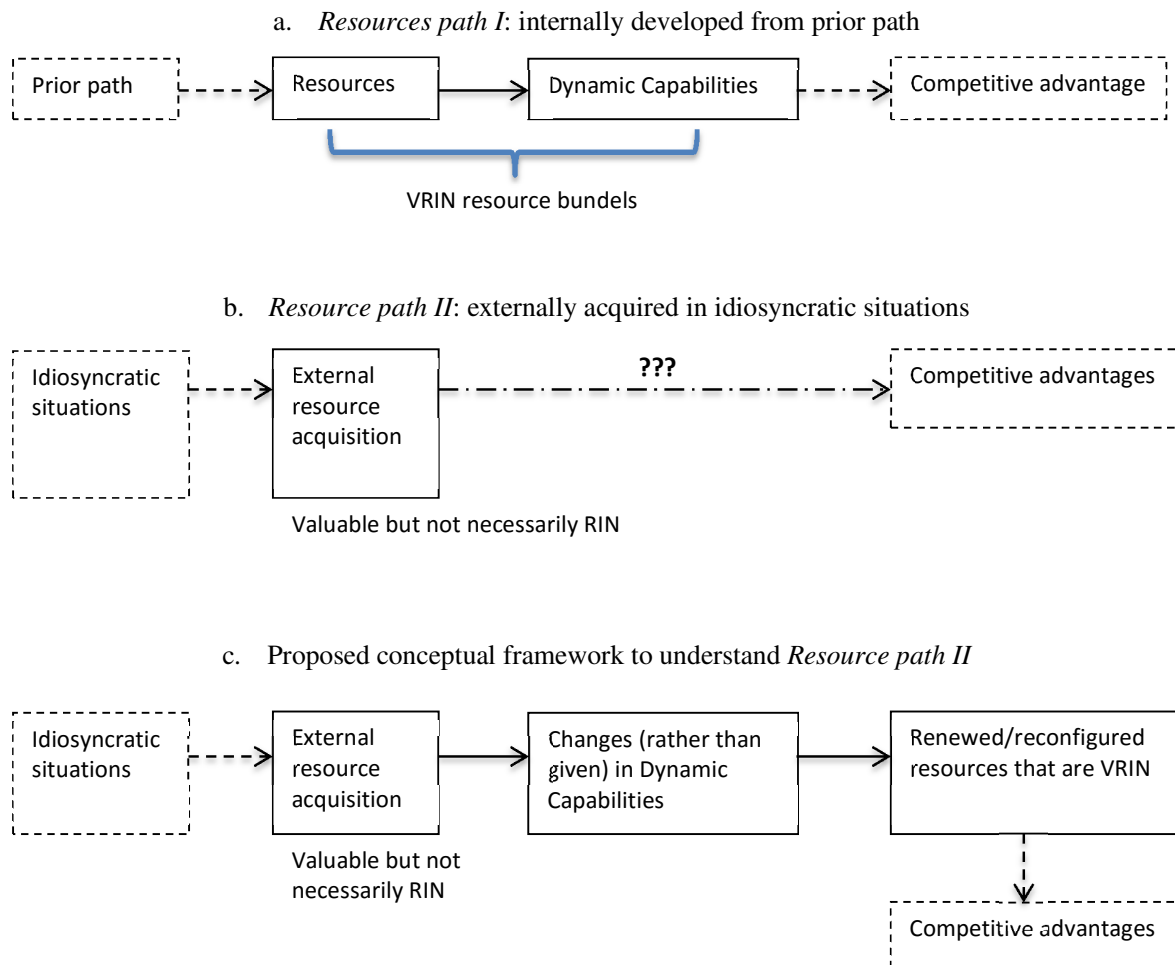 a. Resources path I: internally developed from prior path
Prior path
Resources
Dynamic Capabilities
Competitive advantage
VRIN resource bundels
b. Resource path II: externally acquired in idiosyncratic situations
Idiosyncratic
situations
External
resource
acquisition
???
Competitive advantages
Valuable but not necessarily RIN
c. Proposed conceptual framework to understand Resource path II
Idiosyncratic
situations
External
resource
acquisition
Changes (rather than
given) in Dynamic
Capabilities
Renewed/reconfigured
resources that are VRIN
Valuable but not
necessarily RIN
Competitive advantages